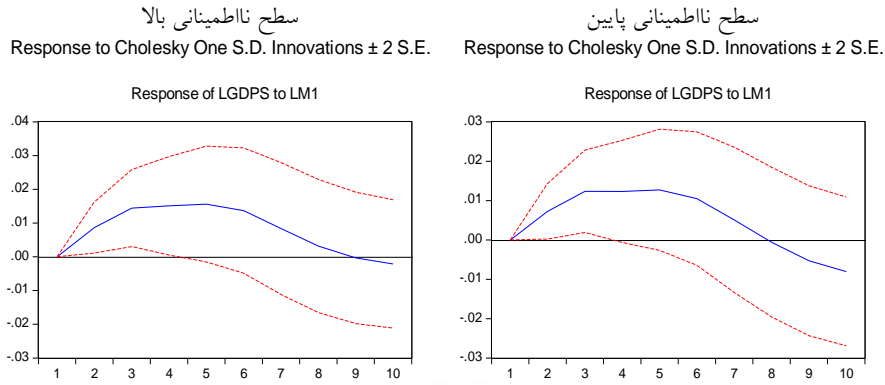 سطح نااطمینانی بالا
Response to Cholesky One S.D. Innovations ± 2 S.E.
Response of LGDPS to LM1
.04
.03
.02
.01
.00
-.01
-.02
-.03
1 2 3 4 5 6 7 8 9 10
سطح نااطمینانی پایین
Response to Cholesky One S.D. Innovations ± 2 S.E.
Response of LGDPS to LM1
.03
.02
.01
.00
-.01
-.02
-.03
1 2 3 4 5 6 7 8 9 10